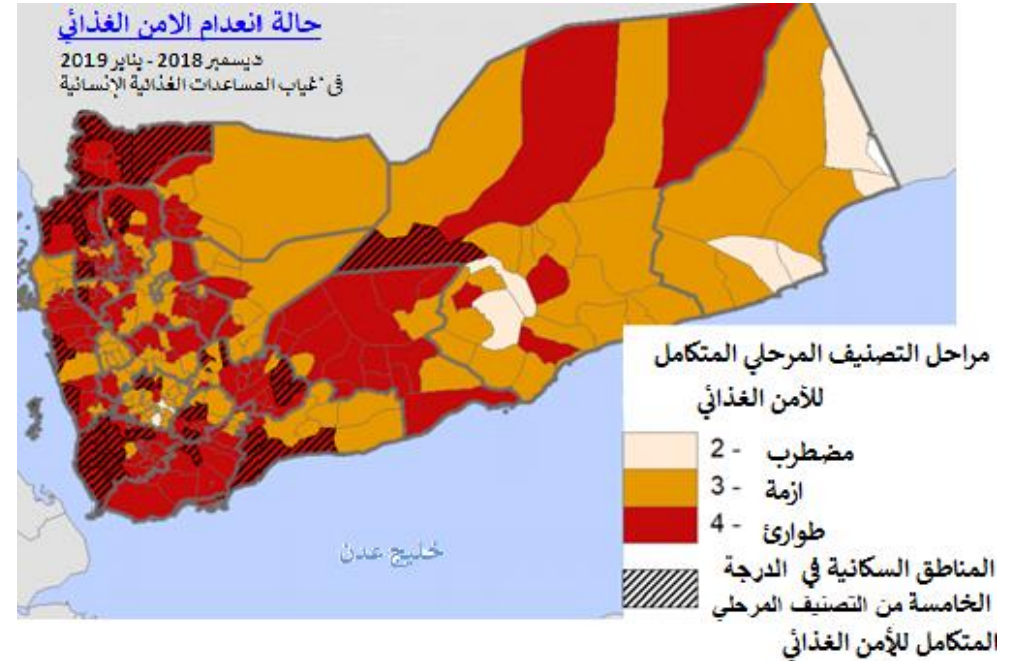 حالة انعدام الامن الغذائي
ديسمبر 2018 - يناير 2019
في غياب المساعدات الغذائية الإنسانية
خليج عدن
مراحل التصنيف المرحلي المتكامل
للأمن الغذائي
2 - مضطرب
3 - ازمة
4 - طوارئ
المناطق السكانية في الدرجة
الخامسة من التصنيف المرحلي
المتكامل للأمن الغذائي